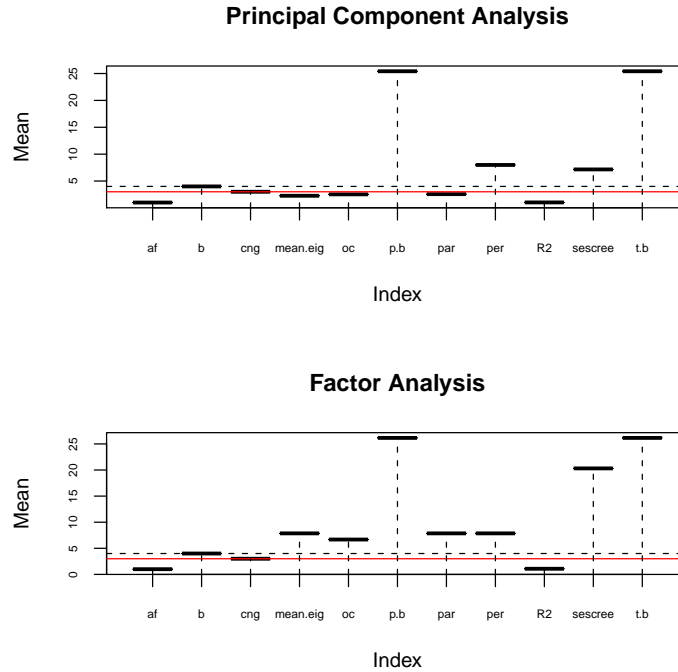 Principal Component Analysis
Mean
25
20
15
10
5
af b cng mean.eig oc p.b par per R2 sescree t.b
Index
Factor Analysis
Mean
25
20
15
10
5
0
af b cng mean.eig oc p.b par per R2 sescree t.b
Index